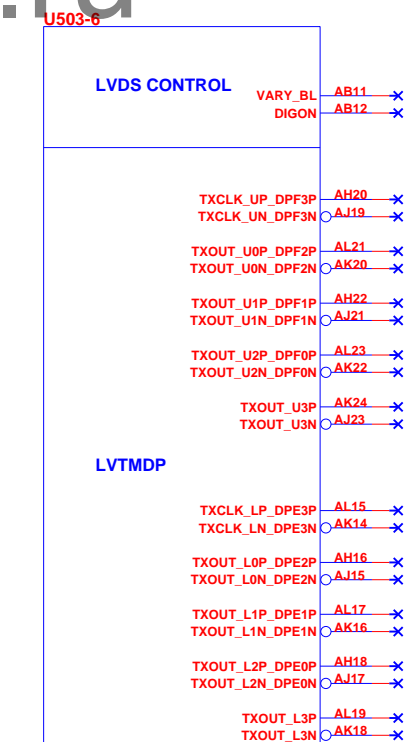 .ru
U503-6
LVDS CONTROL
VARY_BL AB11
DIGON AB12
TXCLK_UP_DPF3P AH20
TXCLK_UN_DPF3N AJ19
TXOUT_U0P_DPF2P AL21
TXOUT_U0N_DPF2N AK20
TXOUT_U1P_DPF1P AH22
TXOUT_U1N_DPF1N AJ21
TXOUT_U2P_DPF0P AL23
TXOUT_U2N_DPF0N AK22
TXOUT_U3P AK24
TXOUT_U3N AJ23
LVTMDP
TXCLK_LP_DPE3P AL15
TXCLK_LN_DPE3N AK14
TXOUT_L0P_DPE2P AH16
TXOUT_L0N_DPE2N AJ15
TXOUT_L1P_DPE1P AL17
TXOUT_L1N_DPE1N AK16
TXOUT_L2P_DPE0P AH18
TXOUT_L2N_DPE0N AJ17
TXOUT_L3P AL19
TXOUT_L3N AK18